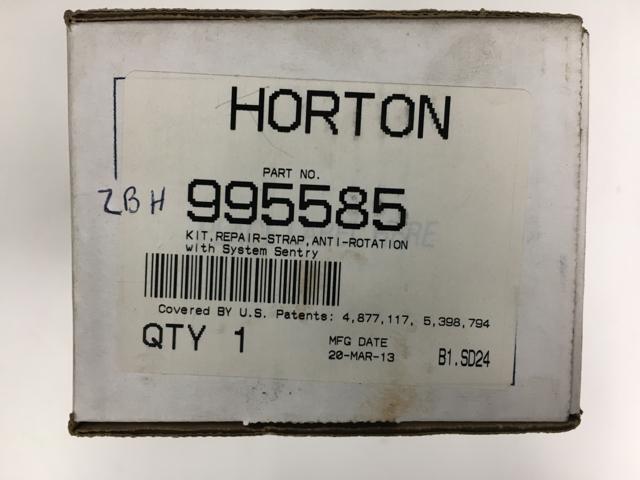 HORTON
PART NO.
ZBH 995585
KIT,REPAIR-STRAP,ANTI-ROTATION
with System Sentry
Covered BY U.S. Patents: 4,877,117, 5,398,794
QTY 1
MFG DATE
20-MAR-13
B1.SD24